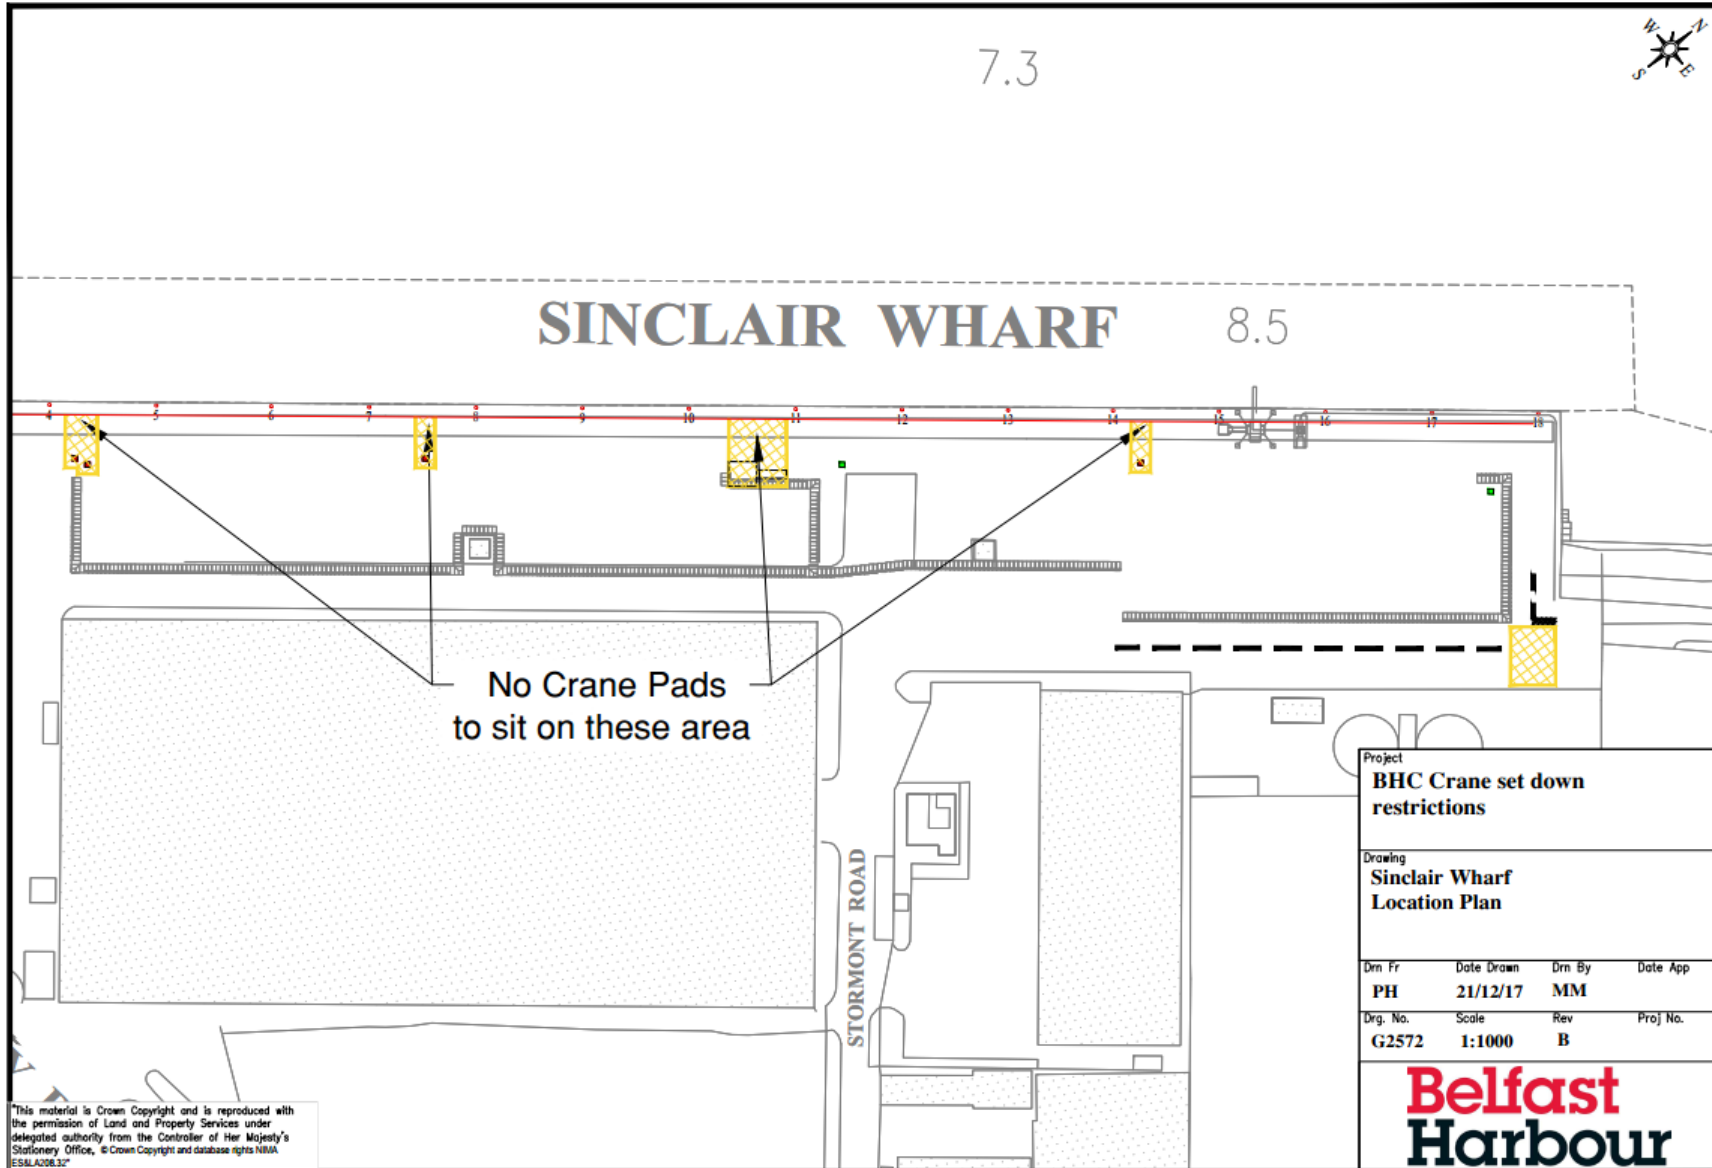 W N
S E
7.3
SINCLAIR WHARF
8.5
4 5 6 7 8 9 10 11 12 13 14 15 16 17 18
No Crane Pads
to sit on these area
STORMONT ROAD
Project
BHC Crane set down
restrictions
Drawing
Sinclair Wharf
Location Plan
Drn Fr Date Drawn Drn By Date App
PH 21/12/17 MM
Drg. No. Scale Rev Proj No.
G2572 1:1000 B
Belfast
Harbour
"This material is Crown Copyright and is reproduced with
the permission of Land and Property Services under
delegated authority from the Controller of Her Majesty's
Stationery Office, © Crown Copyright and database rights NIMA
ES&LA208.32"